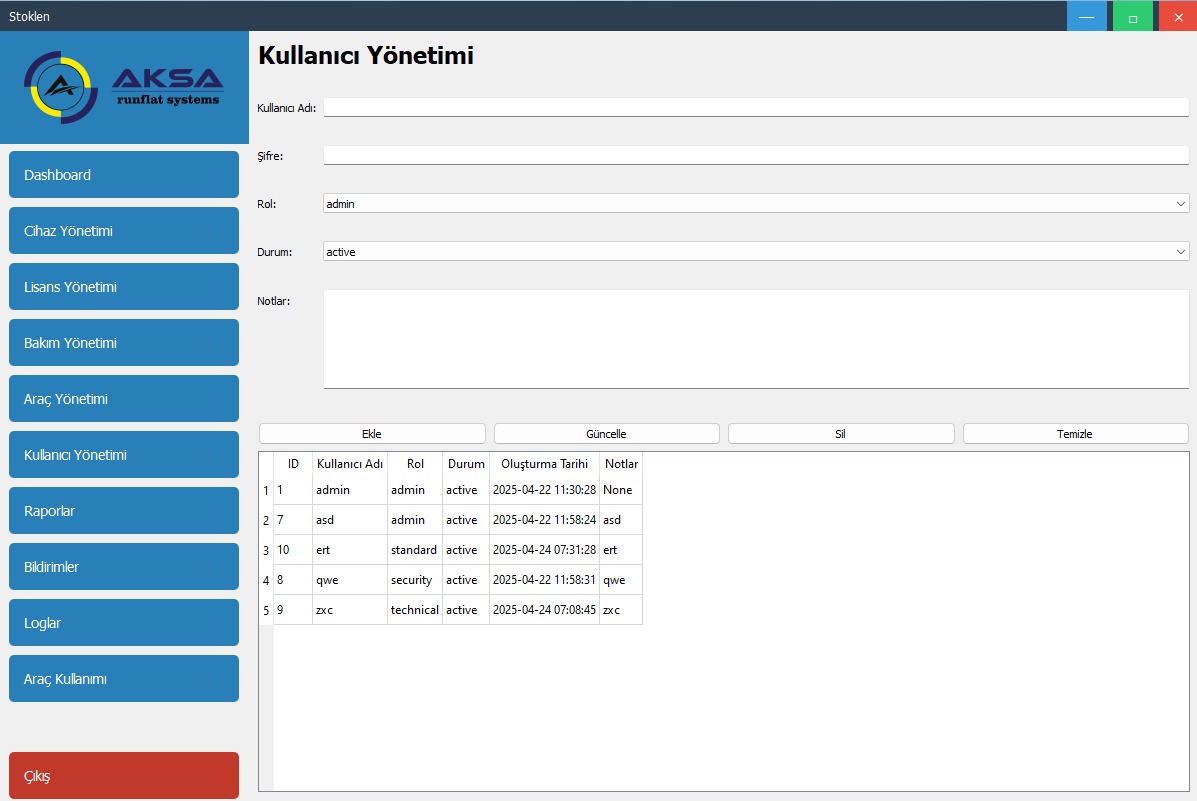 Stoklen
AKSA
runflat systems
Dashboard
Cihaz Yönetimi
Lisans Yönetimi
Bakım Yönetimi
Araç Yönetimi
Kullanıcı Yönetimi
Raporlar
Bildirimler
Loglar
Araç Kullanımı
Çıkış
Kullanıcı Yönetimi
Kullanıcı Adı:
Şifre:
Rol: admin
Durum: active
Notlar:
Ekle Güncelle Sil Temizle
ID Kullanıcı Adı Rol Durum Oluşturma Tarihi Notlar
1 1 admin admin active 2025-04-22 11:30:28 None
2 7 asd admin active 2025-04-22 11:58:24 asd
3 10 ert standard active 2025-04-24 07:31:28 ert
4 8 qwe security active 2025-04-22 11:58:31 qwe
5 9 zxc technical active 2025-04-24 07:08:45 zxc